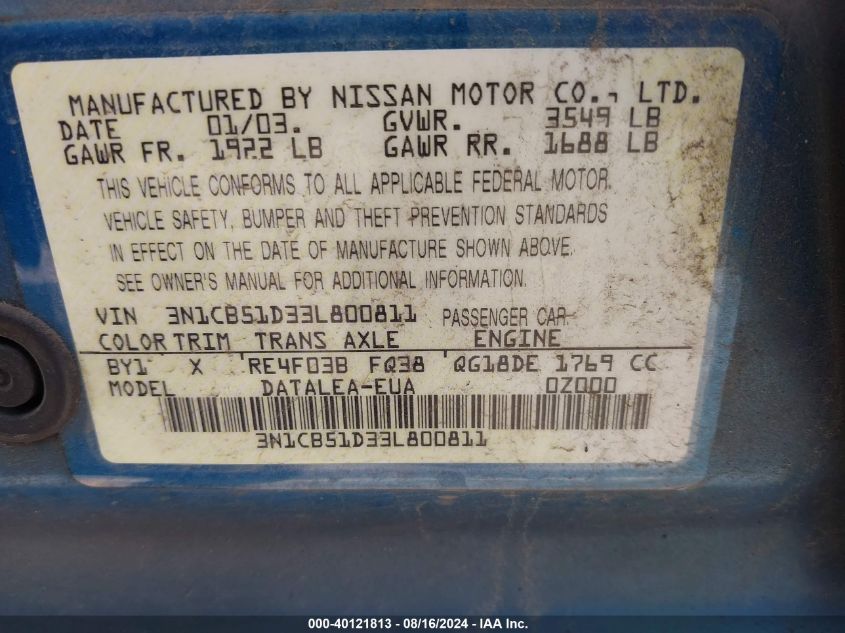 MANUFACTURED BY NISSAN MOTOR CO., LTD.
DATE 01/03. GVWR. 3549 LB
GAWR FR. 1922 LB GAWR RR. 1688 LB
THIS VEHICLE CONFORMS TO ALL APPLICABLE FEDERAL MOTOR
VEHICLE SAFETY, BUMPER AND THEFT PREVENTION STANDARDS
IN EFFECT ON THE DATE OF MANUFACTURE SHOWN ABOVE.
SEE OWNER'S MANUAL FOR ADDITIONAL INFORMATION.
VIN 3N1CB51D33L800811 PASSENGER CAR
COLOR TRIM TRANS AXLE ENGINE
BY1 X RE4F03B FQ38 QG18DE 1769 CC
MODEL DATALEA-EUA 0Z000
3N1CB51D33L800811
000-40121813 - 08/16/2024 - IAA Inc.